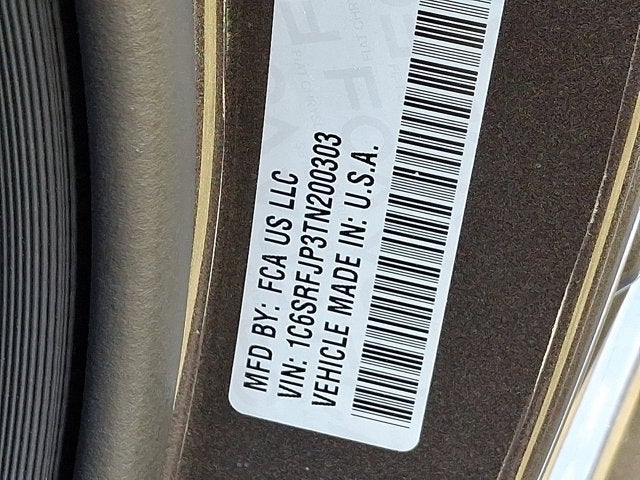 MFD BY: FCA US LLC
VIN: 1C6SRFJP3TN200303
VEHICLE MADE IN: U.S.A.